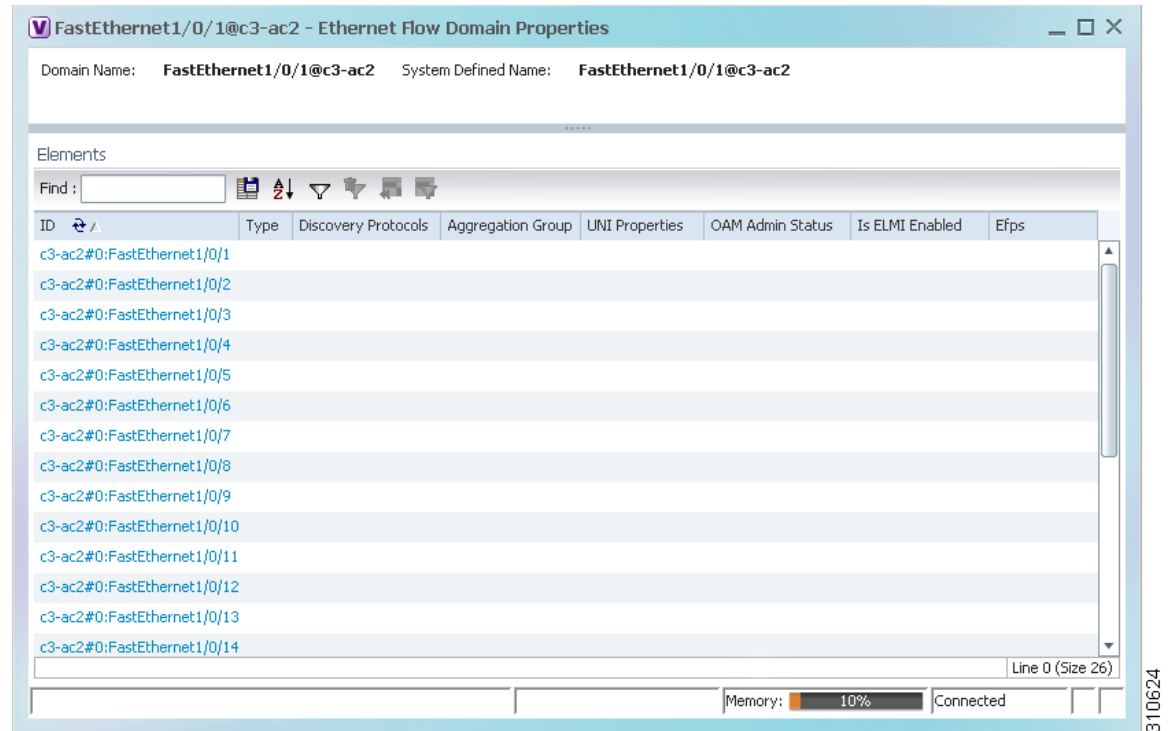 V FastEthernet1/0/1@c3-ac2 - Ethernet Flow Domain Properties
Domain Name: FastEthernet1/0/1@c3-ac2 System Defined Name: FastEthernet1/0/1@c3-ac2
Elements
Find :
ID Type Discovery Protocols Aggregation Group UNI Properties OAM Admin Status Is ELMI Enabled Efps
c3-ac2#0:FastEthernet1/0/1
c3-ac2#0:FastEthernet1/0/2
c3-ac2#0:FastEthernet1/0/3
c3-ac2#0:FastEthernet1/0/4
c3-ac2#0:FastEthernet1/0/5
c3-ac2#0:FastEthernet1/0/6
c3-ac2#0:FastEthernet1/0/7
c3-ac2#0:FastEthernet1/0/8
c3-ac2#0:FastEthernet1/0/9
c3-ac2#0:FastEthernet1/0/10
c3-ac2#0:FastEthernet1/0/11
c3-ac2#0:FastEthernet1/0/12
c3-ac2#0:FastEthernet1/0/13
c3-ac2#0:FastEthernet1/0/14
Line 0 (Size 26)
Memory: 10% Connected
310624